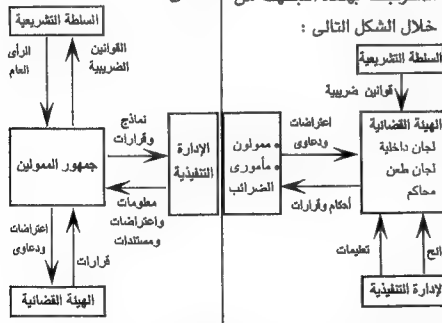 خلال الشكل التالى :
السلطة التشريعية
قوانين ضريبية
الهيئة القضائية
لجان داخلية
لجان طعن
محاكم
اعتراضات
ودعاوى
• ممولون
• مأمورى
الضرائب
أحكام وقرارات
تعليمات
الإدارة التنفيذية
السلطة التشريعية
الرأى
العام
القوانين
الضريبية
جمهور الممولين
نماذج
وقرارات
الإدارة
التنفيذية
معلومات
واعتراضات
ومستندات
اعتراضات
ودعاوى
قرارات
الهيئة القضائية